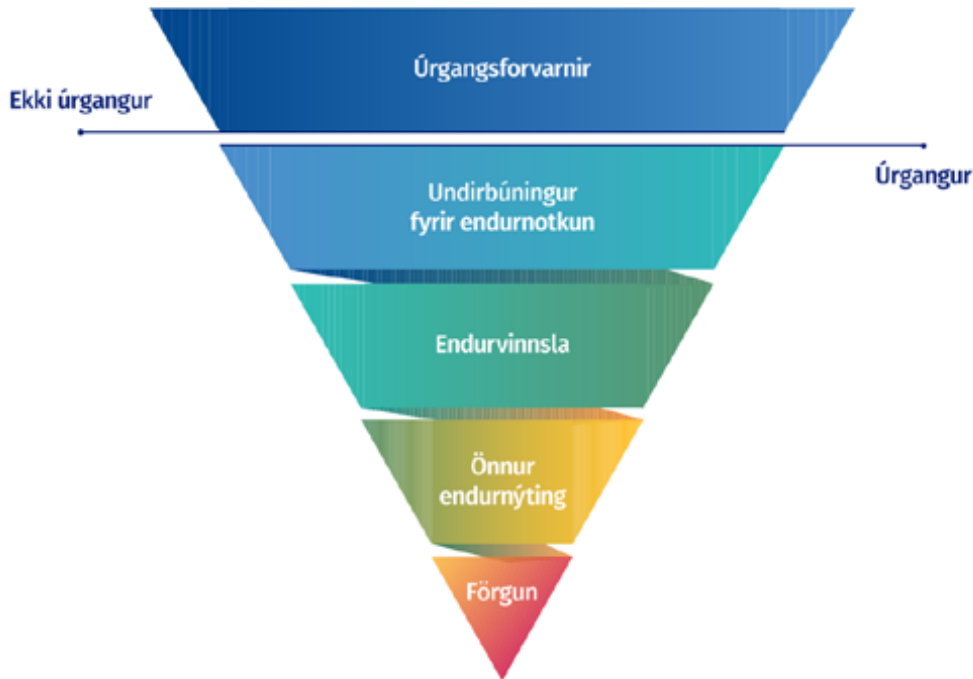 Úrgangsforvarnir
Ekki úrgangur
Úrgangur
Undirbúningur
fyrir endurnotkun
Endurvinnsla
Önnur
endurnýting
Förgun